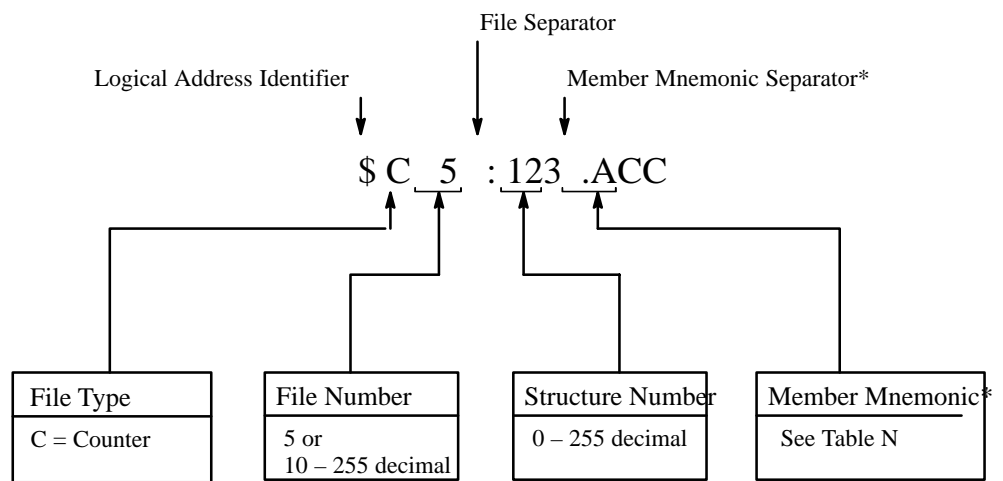 File Separator
Logical Address Identifier
Member Mnemonic Separator*
$ C 5 : 123 .ACC
File Type
C = Counter
File Number
5 or
10 – 255 decimal
Structure Number
0 – 255 decimal
Member Mnemonic*
See Table N